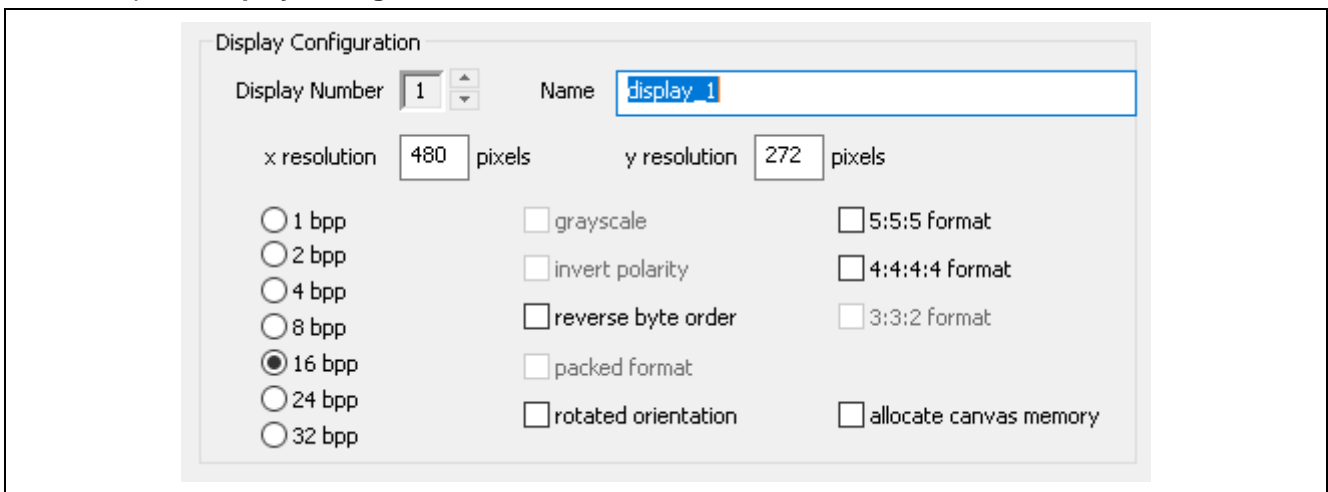 Display Configuration
Display Number 1 Name display_1
x resolution 480 pixels y resolution 272 pixels
1 bpp grayscale 5:5:5 format
2 bpp
invert polarity 4:4:4:4 format
4 bpp
8 bpp reverse byte order 3:3:2 format
16 bpp packed format
24 bpp rotated orientation allocate canvas memory
32 bpp